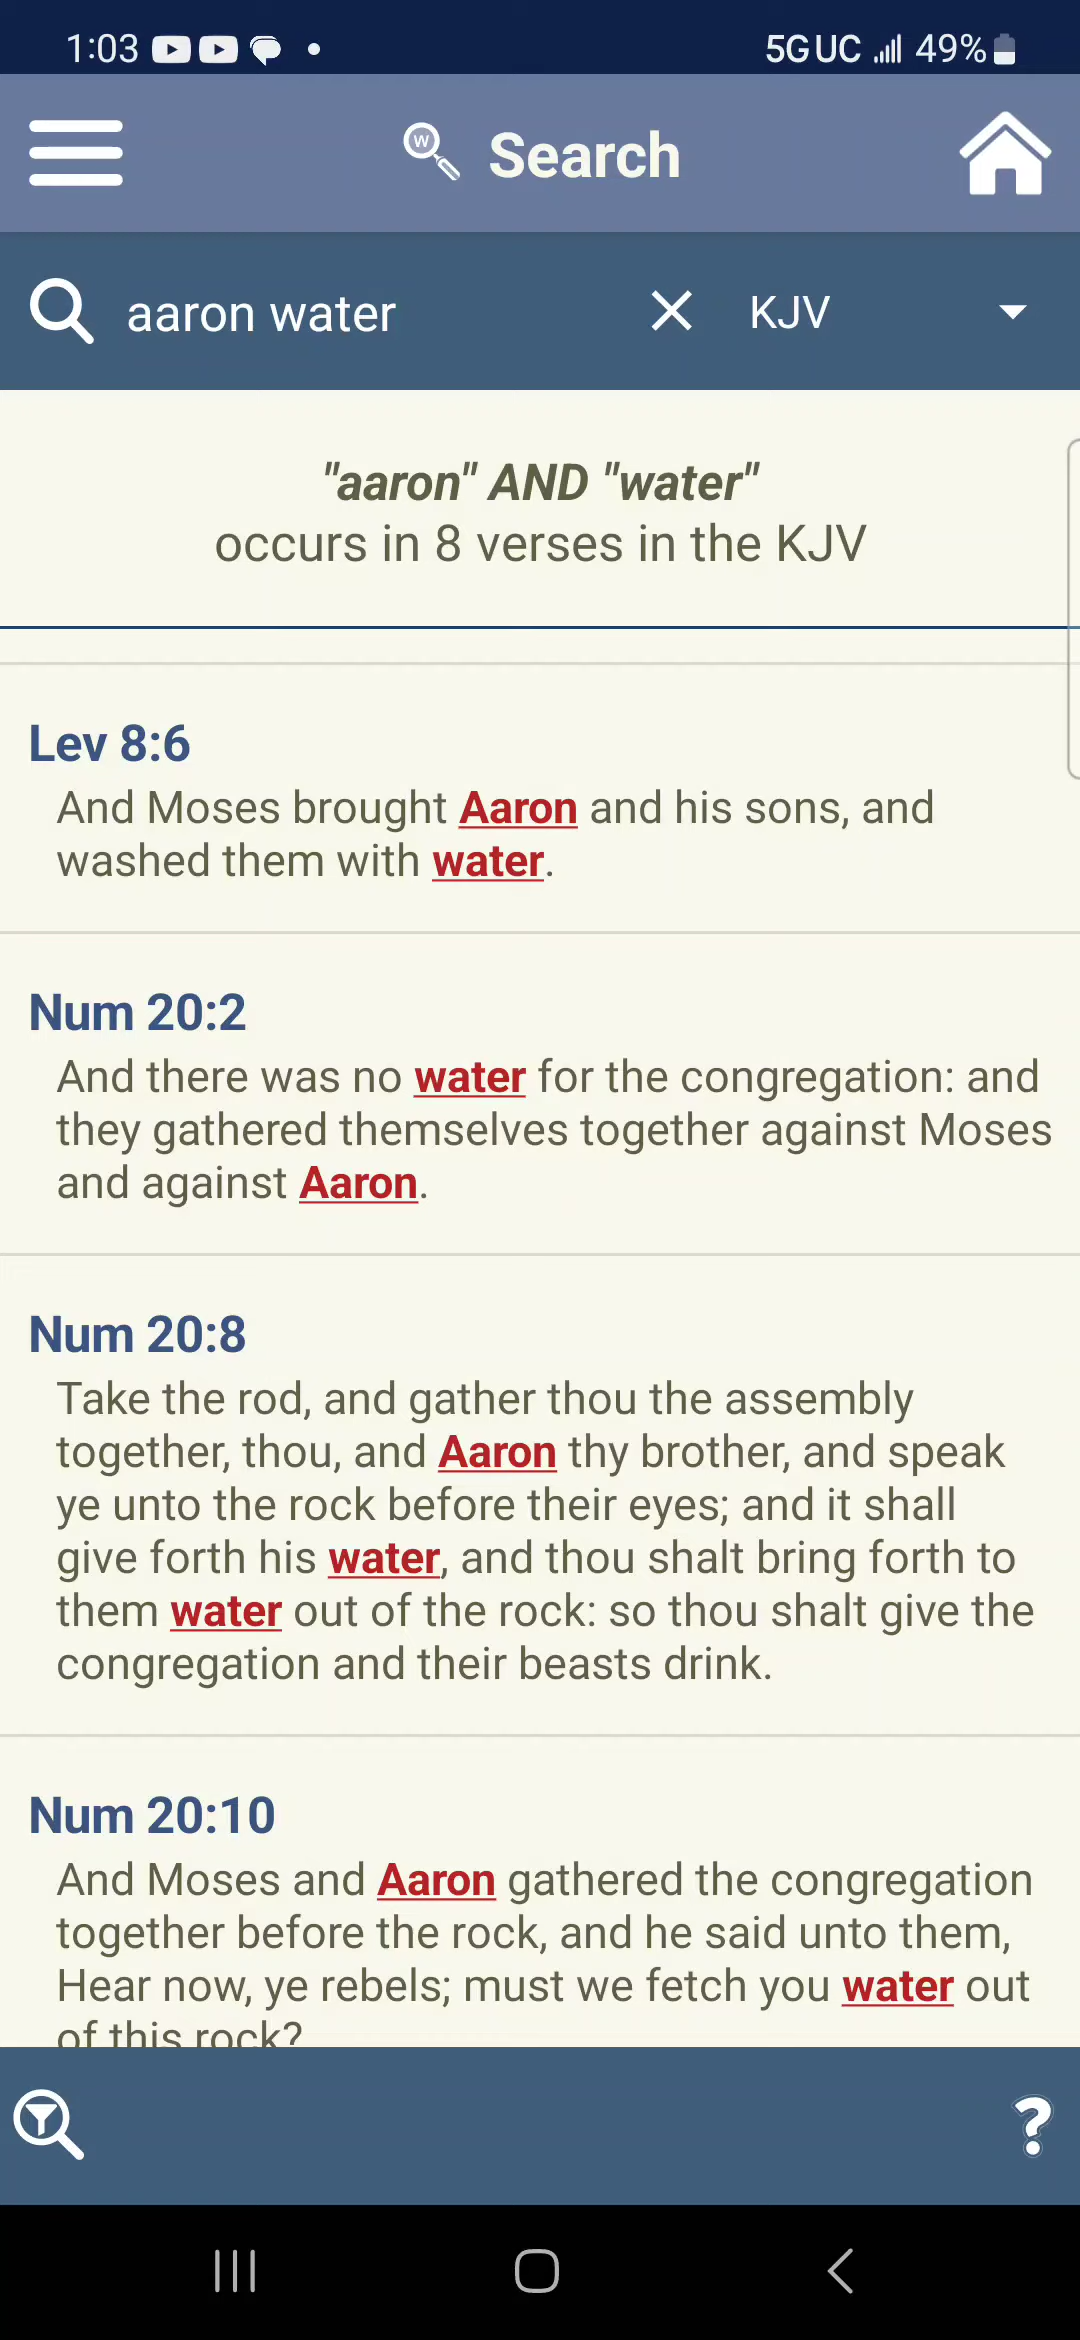 1:03
5G UC 49%
W
Search
aaron water
KJV
"aaron" AND "water"
occurs in 8 verses in the KJV
Lev 8:6
And Moses brought Aaron and his sons, and
washed them with water.
Num 20:2
And there was no water for the congregation: and
they gathered themselves together against Moses
and against Aaron.
Num 20:8
Take the rod, and gather thou the assembly
together, thou, and Aaron thy brother, and speak
ye unto the rock before their eyes; and it shall
give forth his water, and thou shalt bring forth to
them water out of the rock: so thou shalt give the
congregation and their beasts drink.
Num 20:10
And Moses and Aaron gathered the congregation
together before the rock, and he said unto them,
Hear now, ye rebels; must we fetch you water out
of this rock?
?